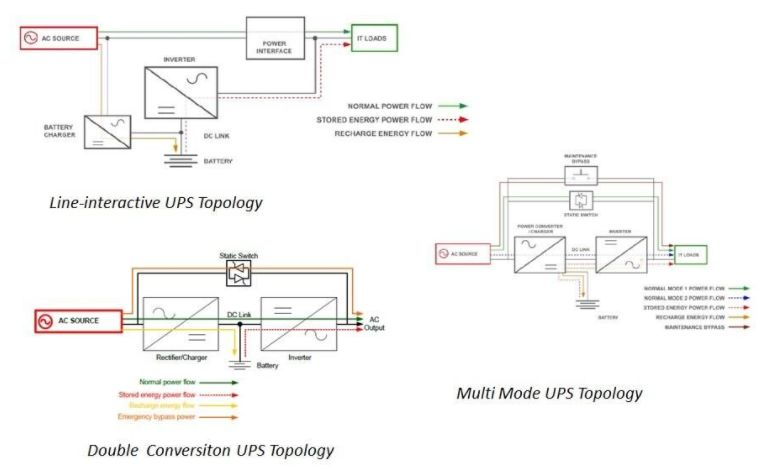 AC SOURCE
POWER
INTERFACE
IT LOADS
INVERTER
BATTERY
CHARGER
DC LINK
BATTERY
NORMAL POWER FLOW
STORED ENERGY POWER FLOW
RECHARGE ENERGY FLOW
Line-interactive UPS Topology
MAINTENANCE
BYPASS
STATIC SWITCH
POWER CONVERTER
/CHARGER
INVERTER
AC SOURCE
DC LINK
IT LOADS
BATTERY
NORMAL MODE 1 POWER FLOW
NORMAL MODE 2 POWER FLOW
STORED ENERGY POWER FLOW
RECHARGE ENERGY FLOW
MAINTENANCE BYPASS
Multi Mode UPS Topology
Static Switch
AC SOURCE
DC Link
AC
Output
Rectifier/Charger
Inverter
Battery
Normal power flow
Stored energy power flow
Recharge energy flow
Emergency bypass power
Double Conversiton UPS Topology